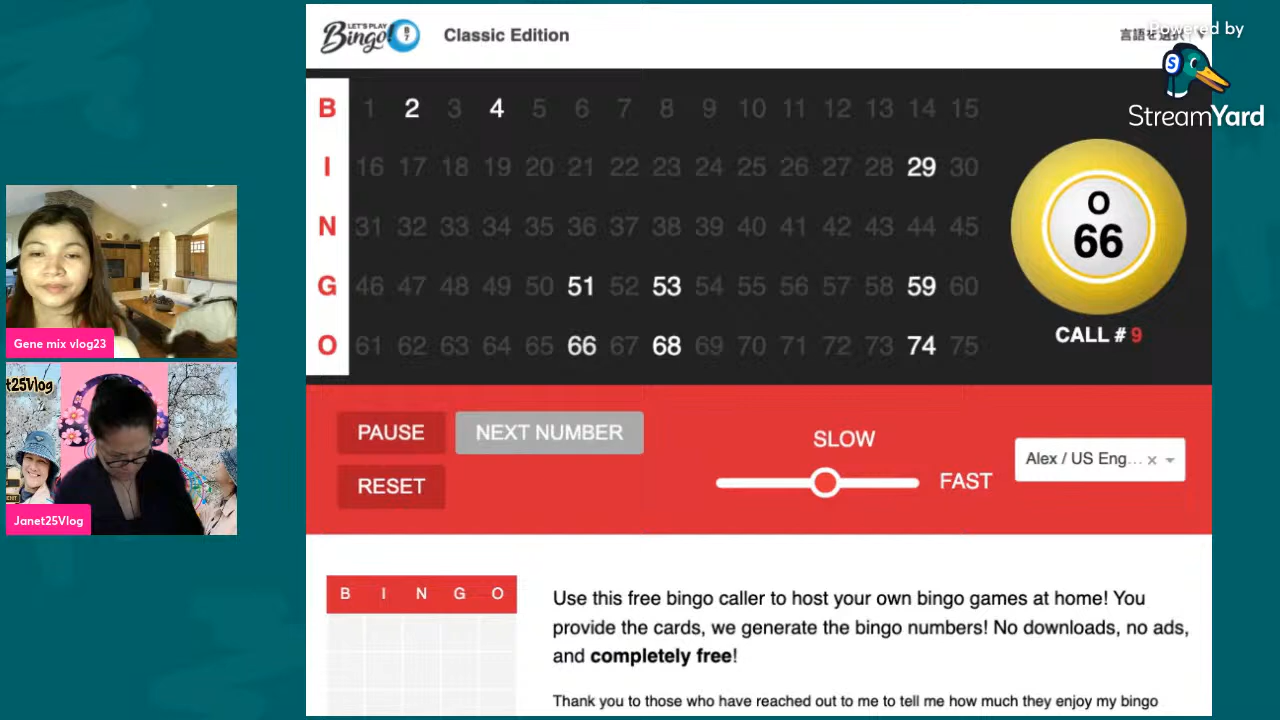 LET'S PLAY
Bingo!
B
7
Classic Edition
言語を選択
Powered by
S
StreamYard
B 1 2 3 4 5 6 7 8 9 10 11 12 13 14 15
I 16 17 18 19 20 21 22 23 24 25 26 27 28 29 30
N 31 32 33 34 35 36 37 38 39 40 41 42 43 44 45
G 46 47 48 49 50 51 52 53 54 55 56 57 58 59 60
O 61 62 63 64 65 66 67 68 69 70 71 72 73 74 75
O
66
CALL # 9
Gene mix vlog23
t25Vlog
Janet25Vlog
PAUSE
NEXT NUMBER
RESET
SLOW
FAST
Alex / US Eng...
B I N G O
Use this free bingo caller to host your own bingo games at home! You
provide the cards, we generate the bingo numbers! No downloads, no ads,
and completely free!
Thank you to those who have reached out to me to tell me how much they enjoy my bingo